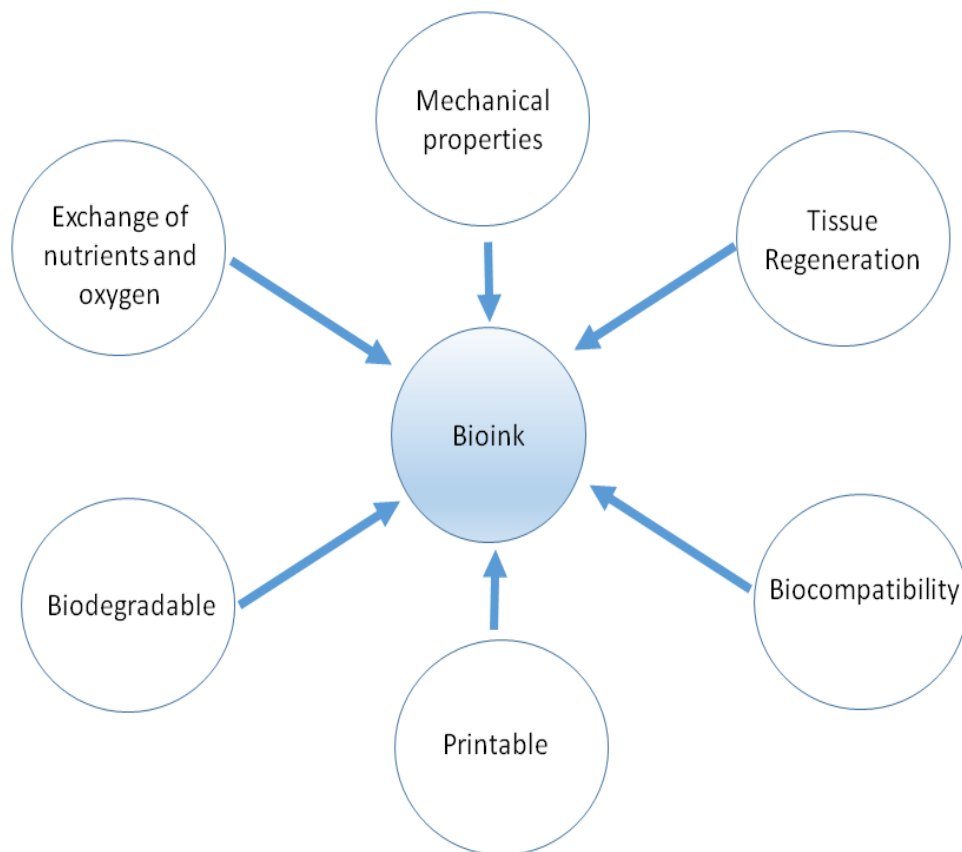 Mechanical
properties
Exchange of
nutrients and
oxygen
Tissue
Regeneration
Bioink
Biodegradable
Biocompatibility
Printable